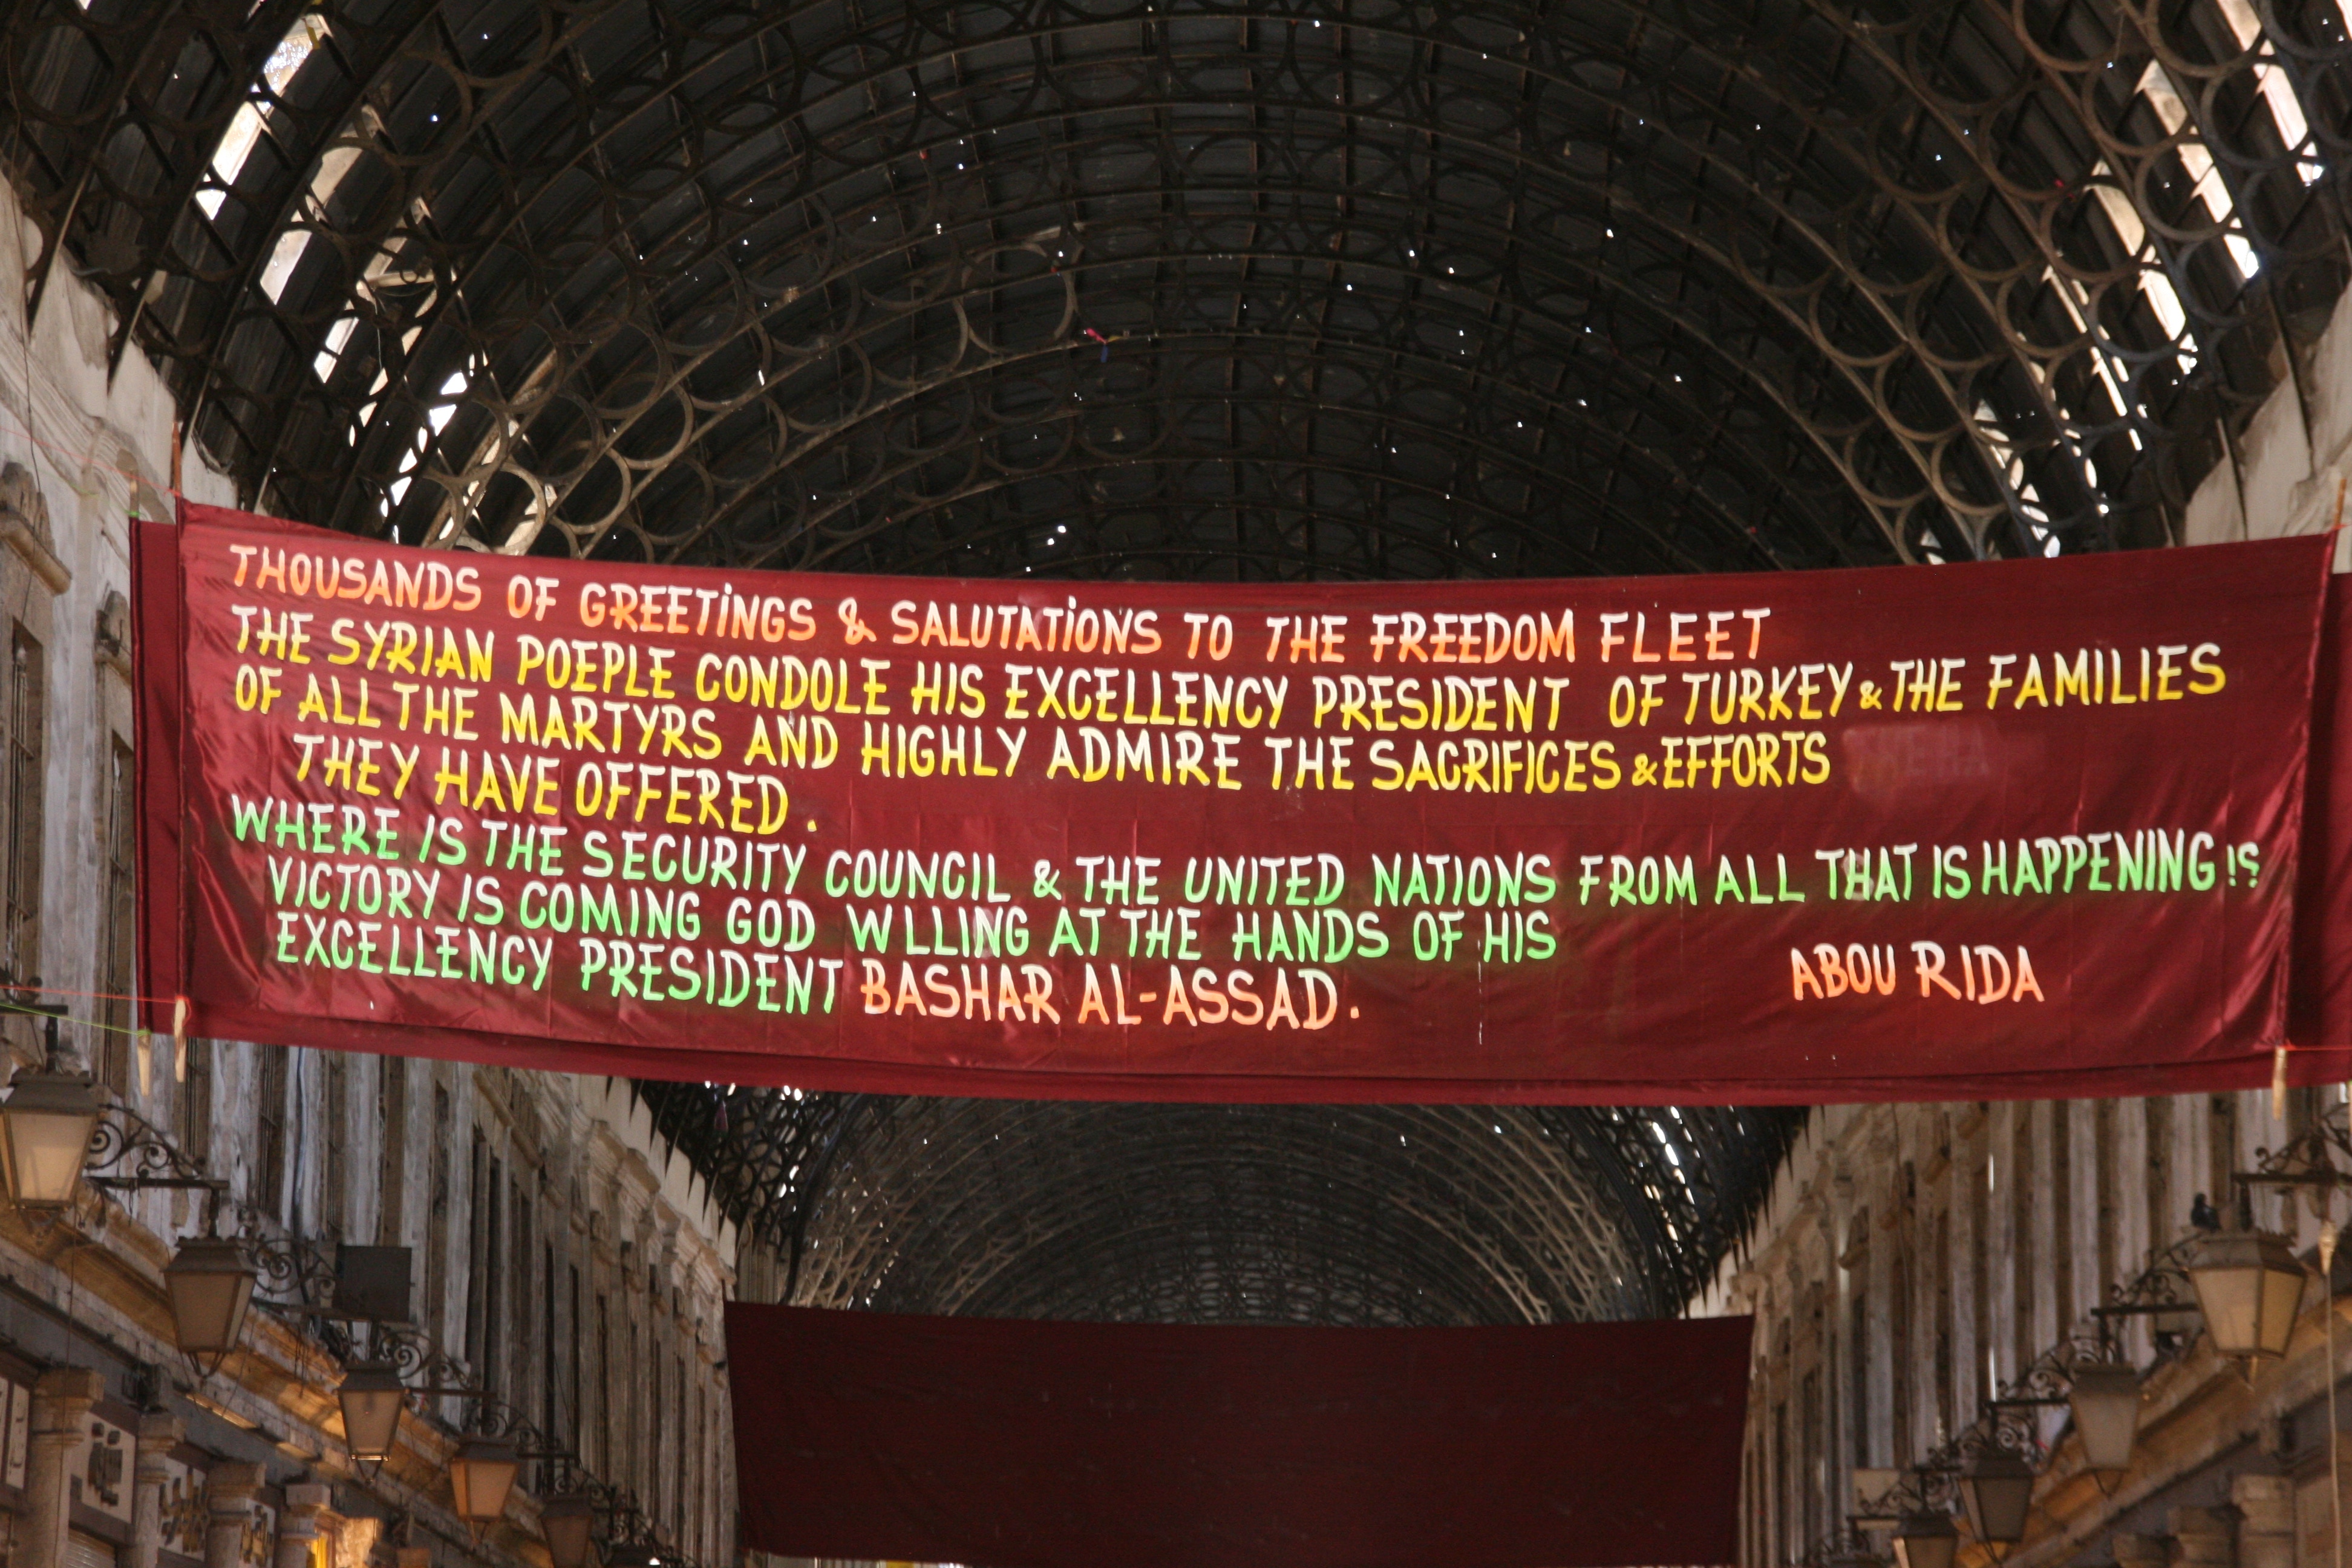 THOUSANDS OF GREETiNGS & SALUTATiONS TO THE FREEDOM FLEET
THE SYRIAN POEPLE CONDOLE HIS EXCELLENCY PRESIDENT OF TURKEY & THE FAMILIES
OF ALL THE MARTYRS AND HIGHLY ADMIRE THE SACRIFICES & EFFORTS
THEY HAVE OFFERED.
WHERE IS THE SECURITY COUNCIL & THE UNITED NATIONS FROM ALL THAT IS HAPPENING !؟
VICTORY IS COMING GOD WLLING AT THE HANDS OF HIS
EXCELLENCY PRESIDENT BASHAR AL-ASSAD.
ABOU RIDA